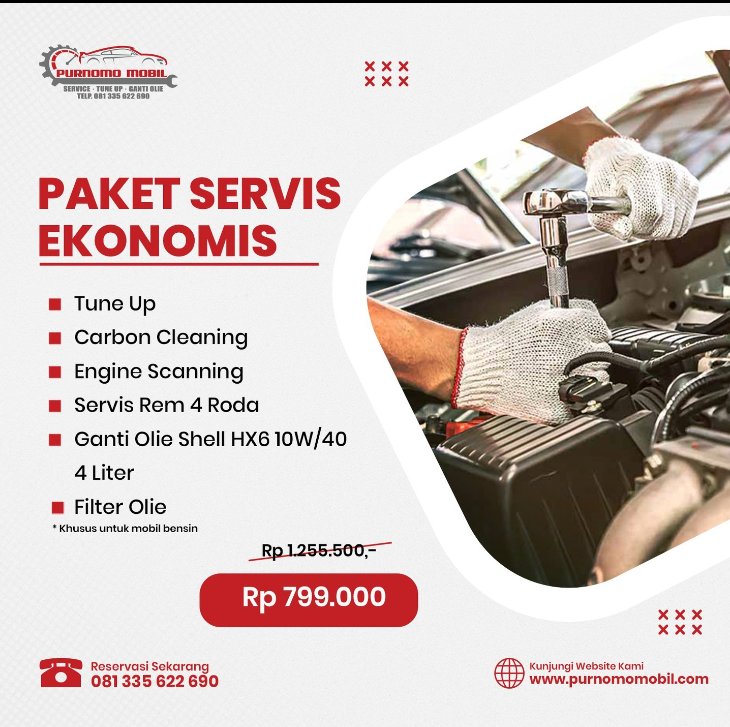 PURNOMO MOBIL
SERVICE - TUNE UP - GANTI OLIE
TELP. 081 335 622 690
PAKET SERVIS
EKONOMIS
Tune Up
Carbon Cleaning
Engine Scanning
Servis Rem 4 Roda
Ganti Olie Shell HX6 10W/40
4 Liter
Filter Olie
* Khusus untuk mobil bensin
Rp 1.255.500,-
Rp 799.000
Reservasi Sekarang
081 335 622 690
Kunjungi Website Kami
www.purnomomobil.com